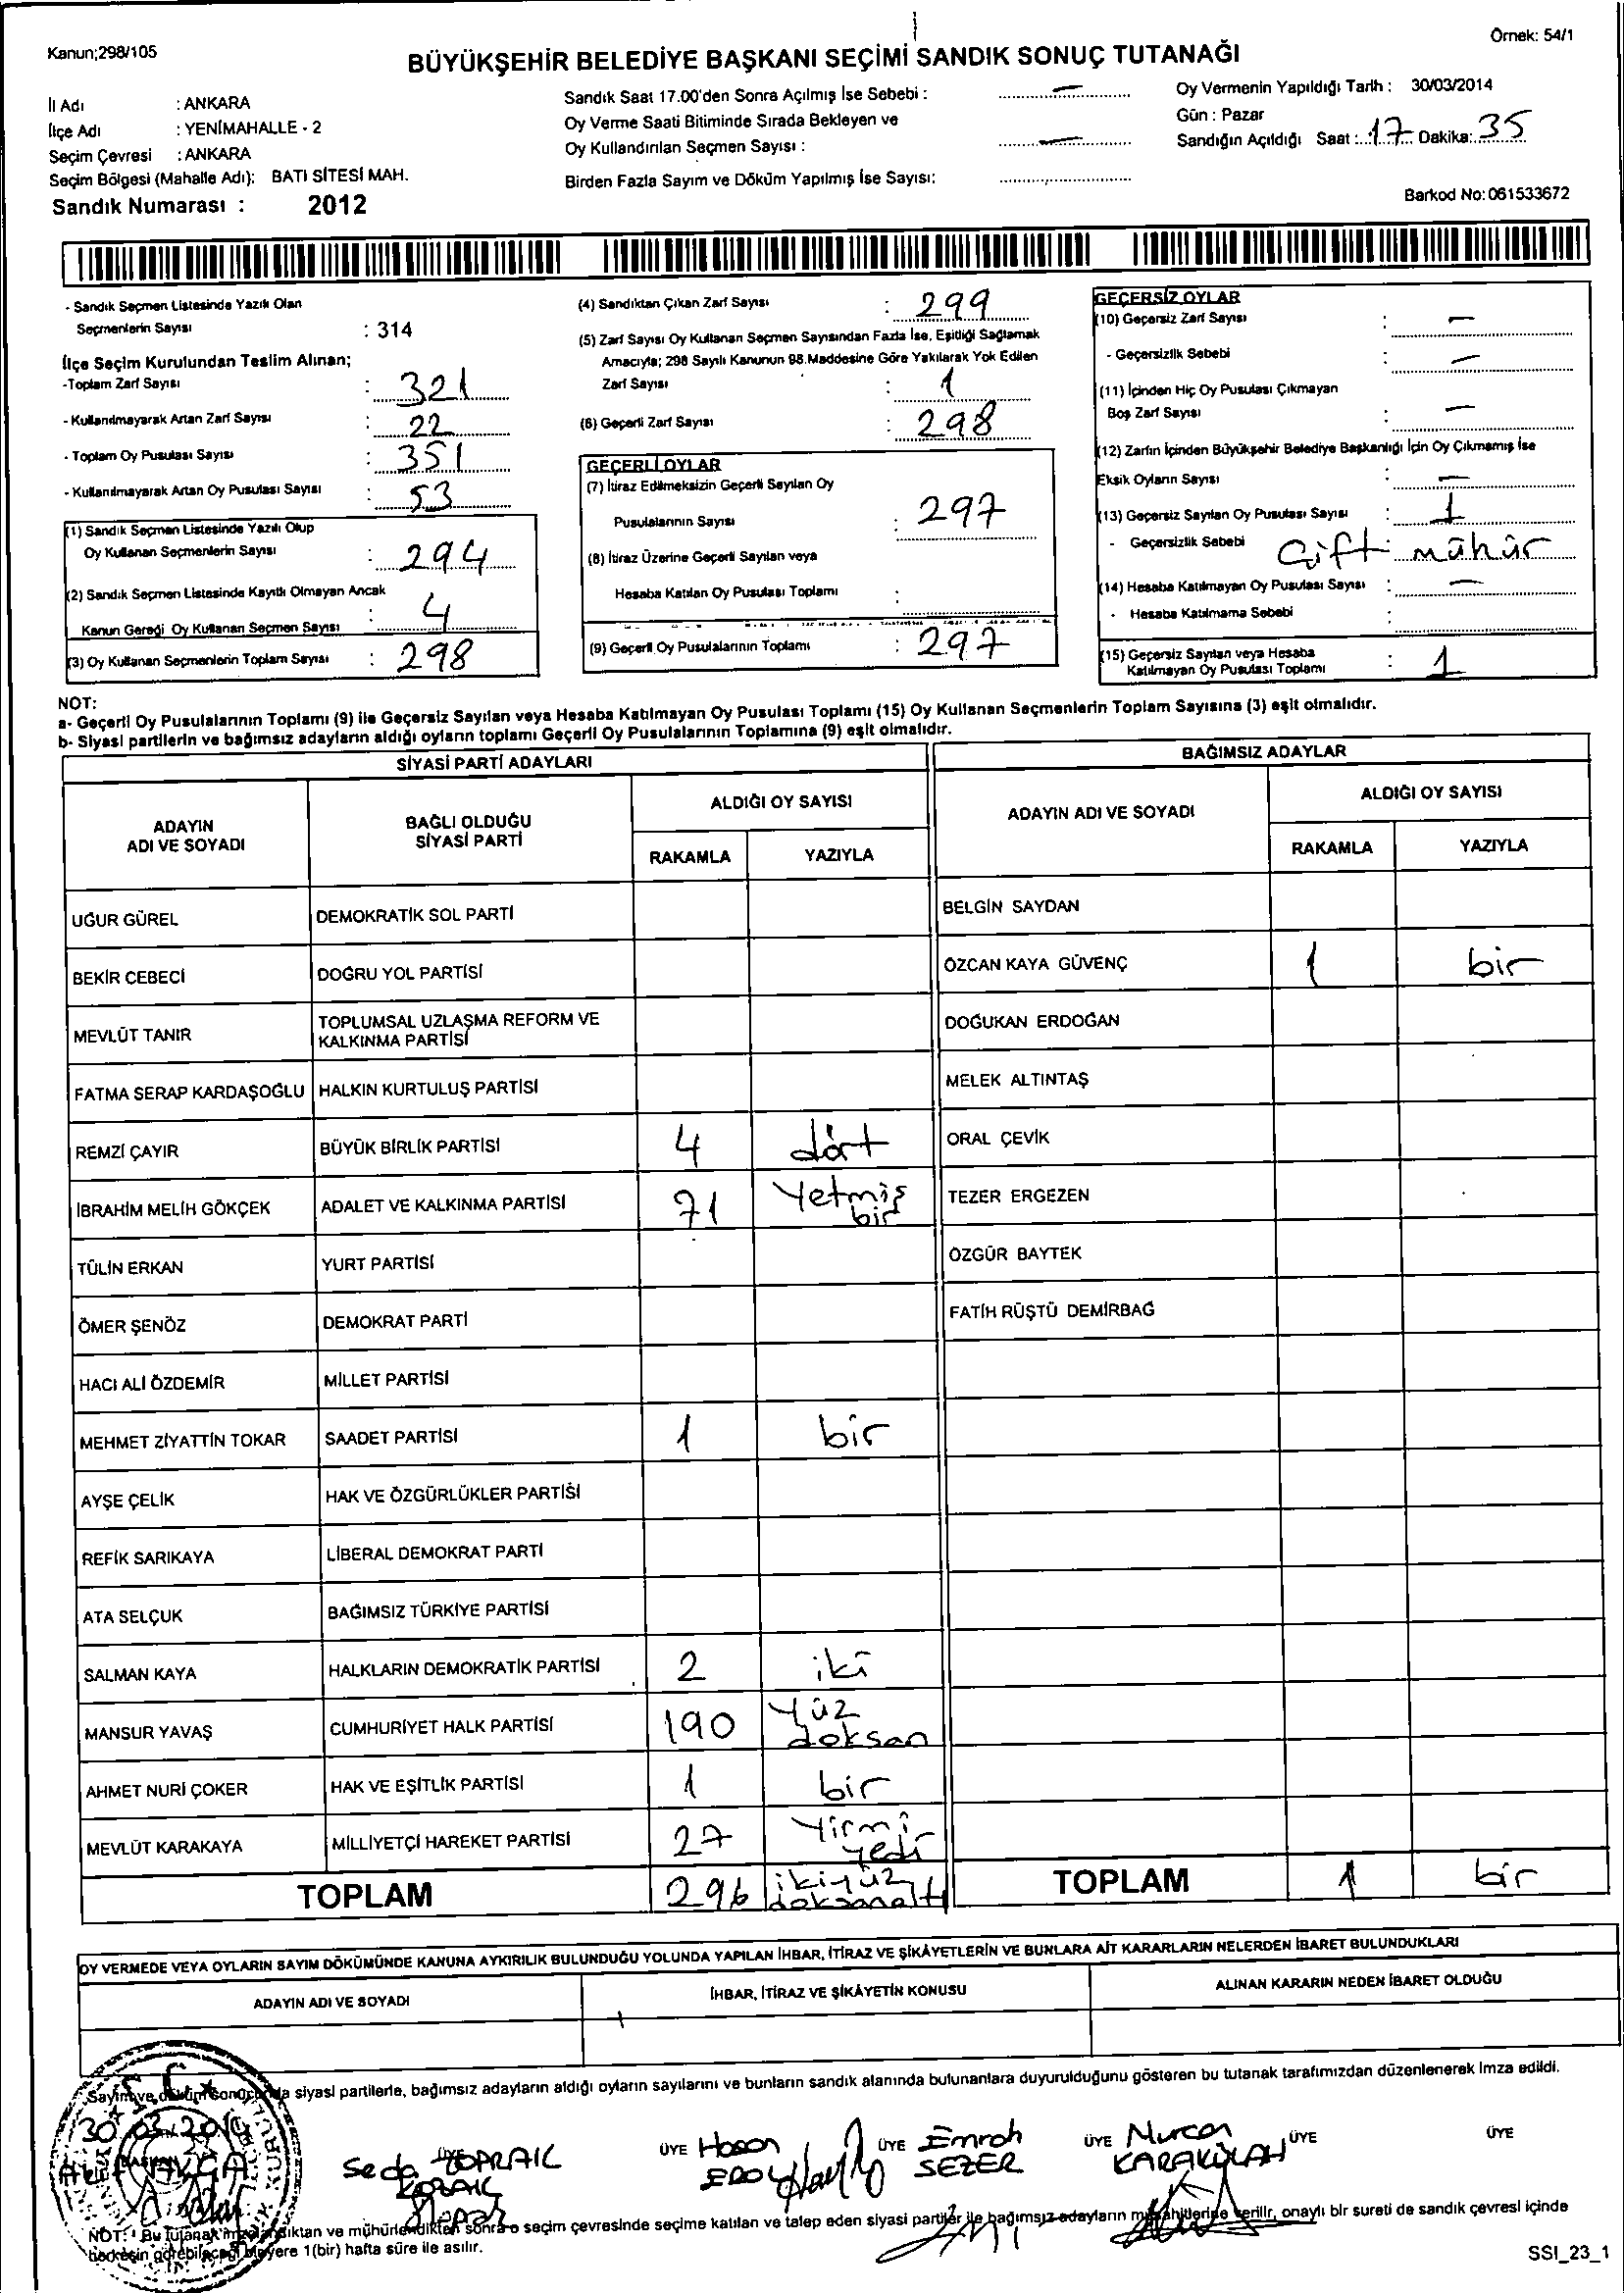 Kanun;298/105
Örnek: 54/1
BÜYÜKŞEHİR BELEDİYE BAŞKANI SEÇİMİ SANDIK SONUÇ TUTANAĞI
İl Adı : ANKARA
İlçe Adı : YENİMAHALLE - 2
Seçim Çevresi : ANKARA
Seçim Bölgesi (Mahalle Adı): BATI SİTESİ MAH.
Sandık Numarası : 2012
Sandık Saat 17.00'den Sonra Açılmış İse Sebebi : —
Oy Verme Saati Bitiminde Sırada Bekleyen ve
Oy Kullandırılan Seçmen Sayısı : —
Birden Fazla Sayım ve Döküm Yapılmış İse Sayısı:
Oy Vermenin Yapıldığı Tarih : 30/03/2014
Gün : Pazar
Sandığın Açıldığı Saat : 17 Dakika: 35
Barkod No: 061533672
- Sandık Seçmen Listesinde Yazılı Olan
Seçmenlerin Sayısı : 314
İlçe Seçim Kurulundan Teslim Alınan;
-Toplam Zarf Sayısı : 321
- Kullanılmayarak Artan Zarf Sayısı : 22
- Toplam Oy Pusulası Sayısı : 351
- Kullanılmayarak Artan Oy Pusulası Sayısı : 53
(1) Sandık Seçmen Listesinde Yazılı Olup
Oy Kullanan Seçmenlerin Sayısı : 294
(2) Sandık Seçmen Listesinde Kayıtlı Olmayan Ancak
Kanun Gereği Oy Kullanan Seçmen Sayısı : 4
(3) Oy Kullanan Seçmenlerin Toplam Sayısı : 298
(4) Sandıktan Çıkan Zarf Sayısı : 299
(5) Zarf Sayısı Oy Kullanan Seçmen Sayısından Fazla İse, Eşitliği Sağlamak
Amacıyla; 298 Sayılı Kanunun 98.Maddesine Göre Yakılarak Yok Edilen
Zarf Sayısı : 1
(6) Geçerli Zarf Sayısı : 298
GEÇERLİ OYLAR
(7) İtiraz Edilmeksizin Geçerli Sayılan Oy
Pusulalarının Sayısı : 297
(8) İtiraz Üzerine Geçerli Sayılan veya
Hesaba Katılan Oy Pusulası Toplamı :
(9) Geçerli Oy Pusulalarının Toplamı : 297
GEÇERSİZ OYLAR
(10) Geçersiz Zarf Sayısı : —
- Geçersizlik Sebebi : —
(11) İçinden Hiç Oy Pusulası Çıkmayan
Boş Zarf Sayısı : —
(12) Zarfın İçinden Büyükşehir Belediye Başkanlığı İçin Oy Çıkmamış İse
Eksik Oyların Sayısı : —
(13) Geçersiz Sayılan Oy Pusulası Sayısı : 1
- Geçersizlik Sebebi : Çift mühür
(14) Hesaba Katılmayan Oy Pusulası Sayısı : —
- Hesaba Katılmama Sebebi :
(15) Geçersiz Sayılan veya Hesaba
Katılmayan Oy Pusulası Toplamı : 1
NOT:
a- Geçerli Oy Pusulalarının Toplamı (9) ile Geçersiz Sayılan veya Hesaba Katılmayan Oy Pusulası Toplamı (15) Oy Kullanan Seçmenlerin Toplam Sayısına (3) eşit olmalıdır.
b- Siyasi partilerin ve bağımsız adayların aldığı oyların toplamı Geçerli Oy Pusulalarının Toplamına (9) eşit olmalıdır.
SİYASİ PARTİ ADAYLARI
ADAYIN ADI VE SOYADI
BAĞLI OLDUĞU SİYASİ PARTİ
ALDIĞI OY SAYISI
RAKAMLA YAZIYLA
UĞUR GÜREL DEMOKRATİK SOL PARTİ
BEKİR CEBECİ DOĞRU YOL PARTİSİ
MEVLÜT TANIR TOPLUMSAL UZLAŞMA REFORM VE KALKINMA PARTİSİ
FATMA SERAP KARDAŞOĞLU HALKIN KURTULUŞ PARTİSİ
REMZİ ÇAYIR BÜYÜK BİRLİK PARTİSİ 4 dört
İBRAHİM MELİH GÖKÇEK ADALET VE KALKINMA PARTİSİ 71 Yetmiş bir
TÜLİN ERKAN YURT PARTİSİ
ÖMER ŞENÖZ DEMOKRAT PARTİ
HACI ALİ ÖZDEMİR MİLLET PARTİSİ
MEHMET ZİYATTİN TOKAR SAADET PARTİSİ 1 bir
AYŞE ÇELİK HAK VE ÖZGÜRLÜKLER PARTİSİ
REFİK SARIKAYA LİBERAL DEMOKRAT PARTİ
ATA SELÇUK BAĞIMSIZ TÜRKİYE PARTİSİ
SALMAN KAYA HALKLARIN DEMOKRATİK PARTİSİ 2 iki
MANSUR YAVAŞ CUMHURİYET HALK PARTİSİ 190 Yüz doksan
AHMET NURİ ÇOKER HAK VE EŞİTLİK PARTİSİ 1 bir
MEVLÜT KARAKAYA MİLLİYETÇİ HAREKET PARTİSİ 27 Yirmi yedi
TOPLAM 296 ikiyüz doksanaltı
BAĞIMSIZ ADAYLAR
ADAYIN ADI VE SOYADI
ALDIĞI OY SAYISI
RAKAMLA YAZIYLA
BELGİN SAYDAN
ÖZCAN KAYA GÜVENÇ 1 bir
DOĞUKAN ERDOĞAN
MELEK ALTINTAŞ
ORAL ÇEVİK
TEZER ERGEZEN
ÖZGÜR BAYTEK
FATİH RÜŞTÜ DEMİRBAĞ
TOPLAM 1 bir
OY VERMEDE VEYA OYLARIN SAYIM DÖKÜMÜNDE KANUNA AYKIRILIK BULUNDUĞU YOLUNDA YAPILAN İHBAR, İTİRAZ VE ŞİKÂYETLERİN VE BUNLARA AİT KARARLARIN NELERDEN İBARET BULUNDUKLARI
ADAYIN ADI VE SOYADI
İHBAR, İTİRAZ VE ŞİKÂYETİN KONUSU
ALINAN KARARIN NEDEN İBARET OLDUĞU
Sayım ve döküm sonucunda siyasi partilerle, bağımsız adayların aldığı oyların sayılarını ve bunların sandık alanında bulunanlara duyurulduğunu gösteren bu tutanak tarafımızdan düzenlenerek imza edildi.
30.03.2014
BAŞKAN
Seda TOPRAK
ÜYE Hasan
ÜYE Emrah SEZER
ÜYE Nurcan KARAKÜLAH
ÜYE
ÜYE
NOT: Bu tutanak imzalandıktan ve mühürlendikten sonra o seçim çevresinde seçime katılan ve talep eden siyasi partiler ile bağımsız adayların müşahitlerine verilir, onaylı bir sureti de sandık çevresi içinde
herkesin görebileceği bir yere 1(bir) hafta süre ile asılır.
SSI_23_1